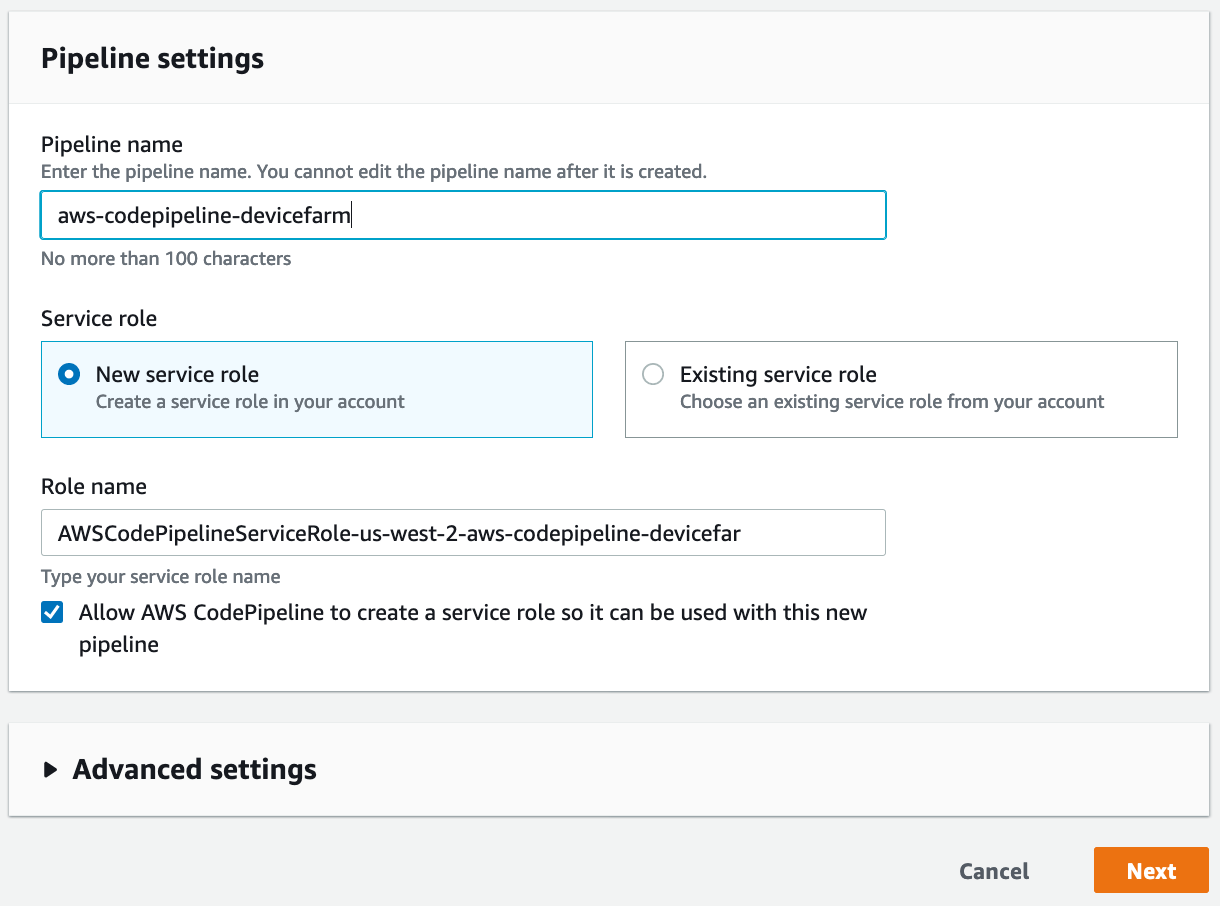 Pipeline settings
Pipeline name
Enter the pipeline name. You cannot edit the pipeline name after it is created.
aws-codepipeline-devicefarm
No more than 100 characters
Service role
New service role
Create a service role in your account
Existing service role
Choose an existing service role from your account
Role name
AWSCodePipelineServiceRole-us-west-2-aws-codepipeline-devicefar
Type your service role name
Allow AWS CodePipeline to create a service role so it can be used with this new
pipeline
Advanced settings
Cancel
Next